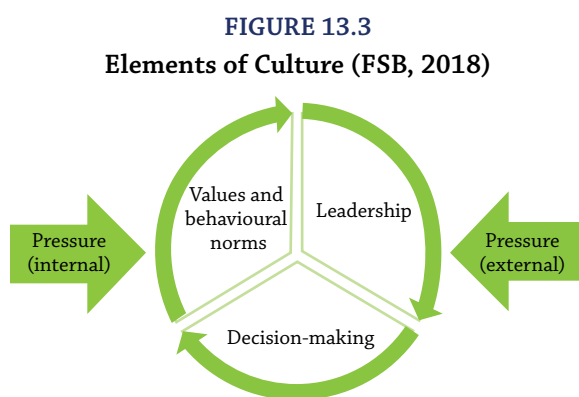 FIGURE 13.3
Elements of Culture (FSB, 2018)
Values and
behavioural
norms
Leadership
Pressure
(internal)
Pressure
(external)
Decision-making